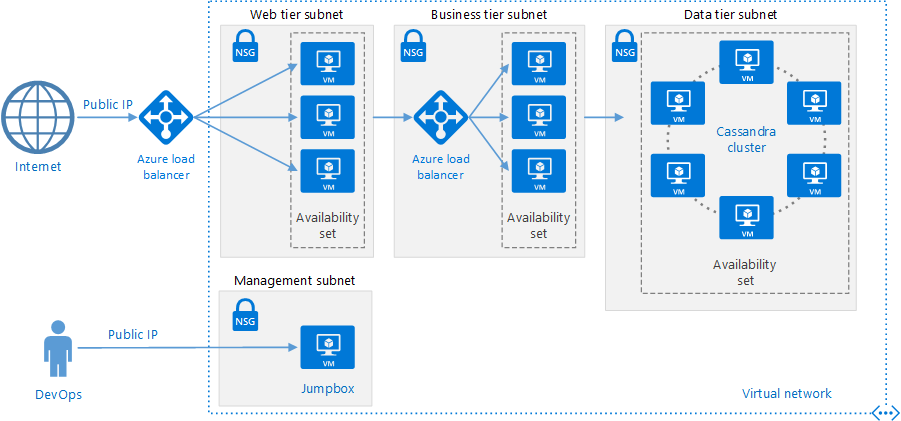 Web tier subnet
Business tier subnet
Data tier subnet
NSG
NSG
NSG
VM
VM
VM
VM
VM
VM
VM
VM
VM
VM
VM
VM
Public IP
Internet
Azure load
balancer
Azure load
balancer
Cassandra
cluster
Availability
set
Availability
set
Availability
set
Management subnet
NSG
Public IP
VM
Jumpbox
DevOps
Virtual network